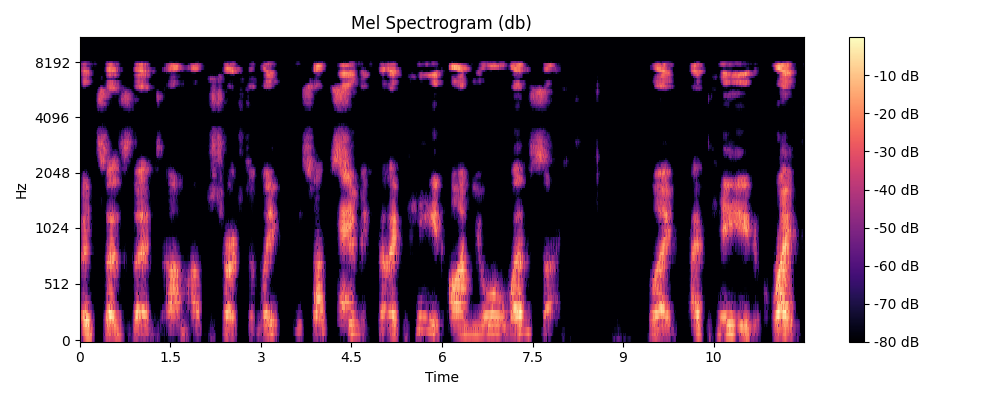 Mel Spectrogram (db)
8192
4096
2048
1024
512
0
Hz
0 1.5 3 4.5 6 7.5 9 10
Time
-10 dB
-20 dB
-30 dB
-40 dB
-50 dB
-60 dB
-70 dB
-80 dB